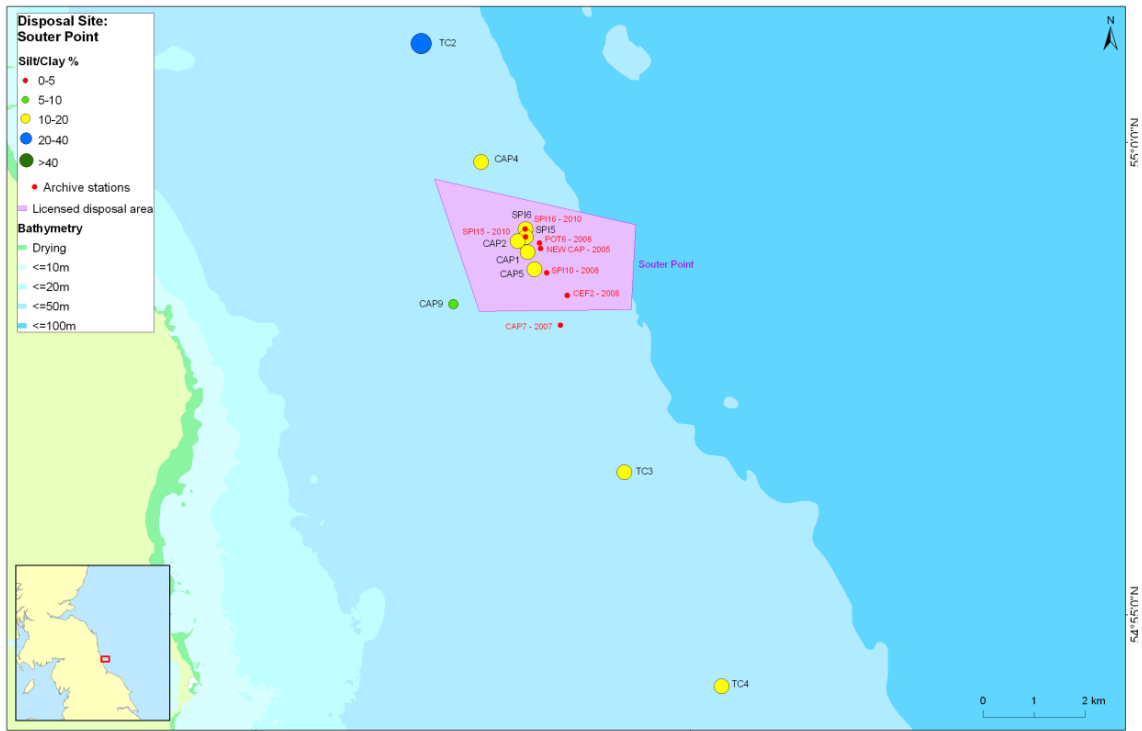 Disposal Site:
Souter Point
Silt/Clay %
0-5
5-10
10-20
20-40
>40
Archive stations
Licensed disposal area
Bathymetry
Drying
<=10m
<=20m
<=50m
<=100m
TC2
N
55°0'0"N
CAP4
SPI6
SPI16 - 2010
SPI15 - 2010
SPI5
CAP2
POT6 - 2008
NEW CAP - 2005
CAP1
Souter Point
CAP5
SPI10 - 2008
CEF2 - 2008
CAP9
CAP7 - 2007
TC3
54°55'0"N
TC4
0
2 km